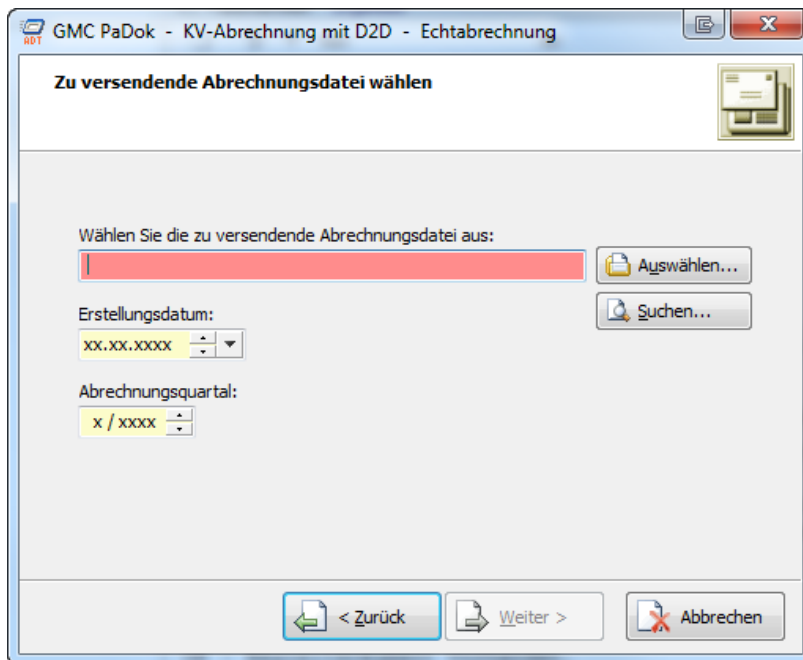 ADT
GMC PaDok - KV-Abrechnung mit D2D - Echtabrechnung
Zu versendende Abrechnungsdatei wählen
Wählen Sie die zu versendende Abrechnungsdatei aus:
Auswählen...
Suchen...
Erstellungsdatum:
xx.xx.xxxx
Abrechnungsquartal:
x / xxxx
< Zurück
Weiter >
Abbrechen